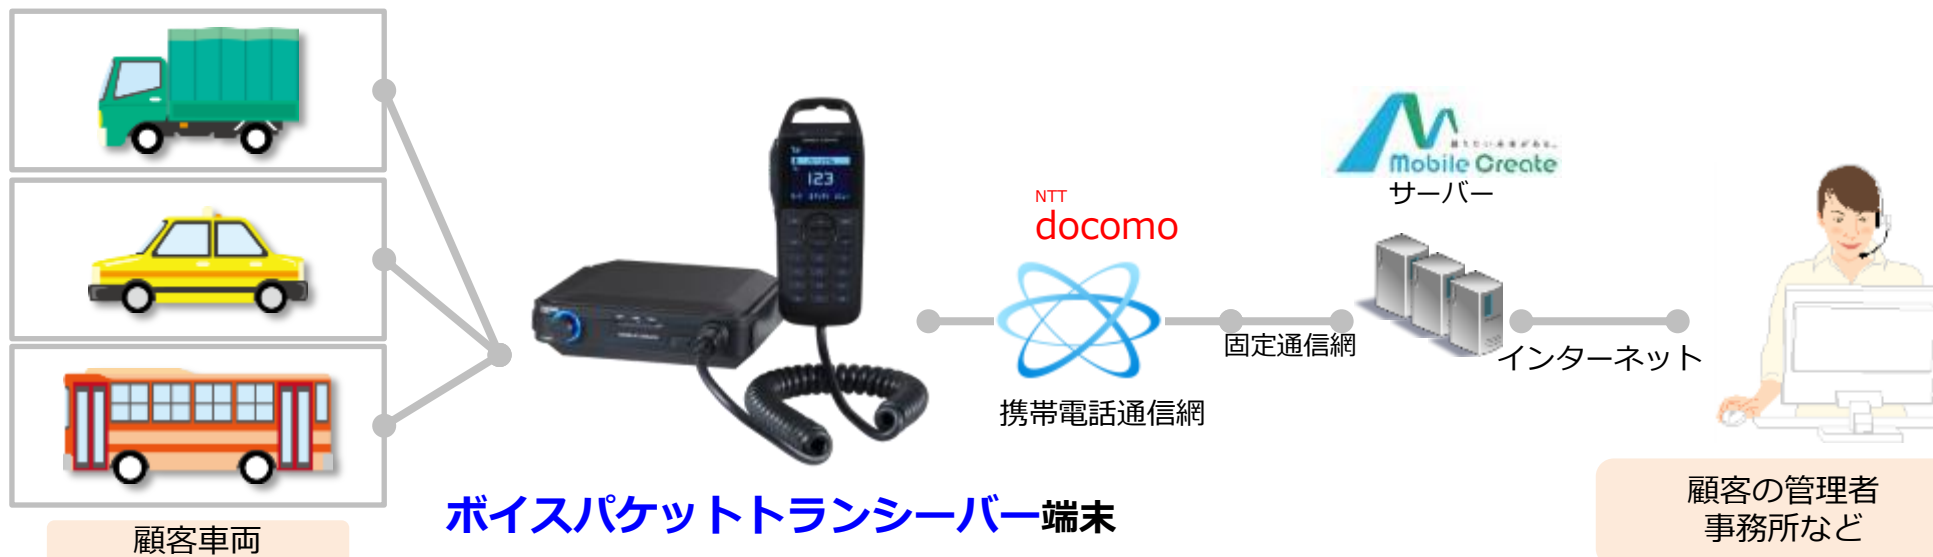 顧客車両
123
ボイスパケットトランシーバー端末
NTT
docomo
携帯電話通信網
固定通信網
Mobile Create
サーバー
インターネット
顧客の管理者
事務所など